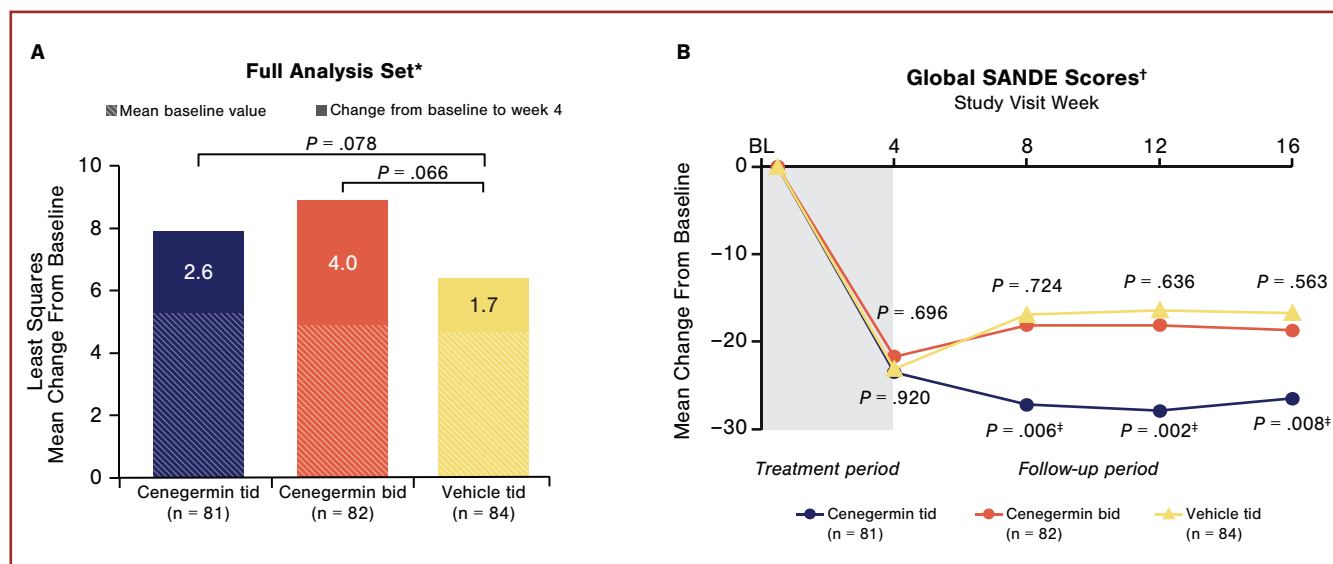 A
Full Analysis Set*
Mean baseline value
Change from baseline to week 4
P = .078
P = .066
Least Squares
Mean Change From Baseline
10
8
6
4
2
0
2.6
4.0
1.7
Cenegermin tid
(n = 81)
Cenegermin bid
(n = 82)
Vehicle tid
(n = 84)
B
Global SANDE Scores†
Study Visit Week
BL 4 8 12 16
Mean Change From Baseline
0
−10
−20
−30
P = .696
P = .724
P = .636
P = .563
P = .920
P = .006‡
P = .002‡
P = .008‡
Treatment period
Follow-up period
Cenegermin tid
(n = 81)
Cenegermin bid
(n = 82)
Vehicle tid
(n = 84)